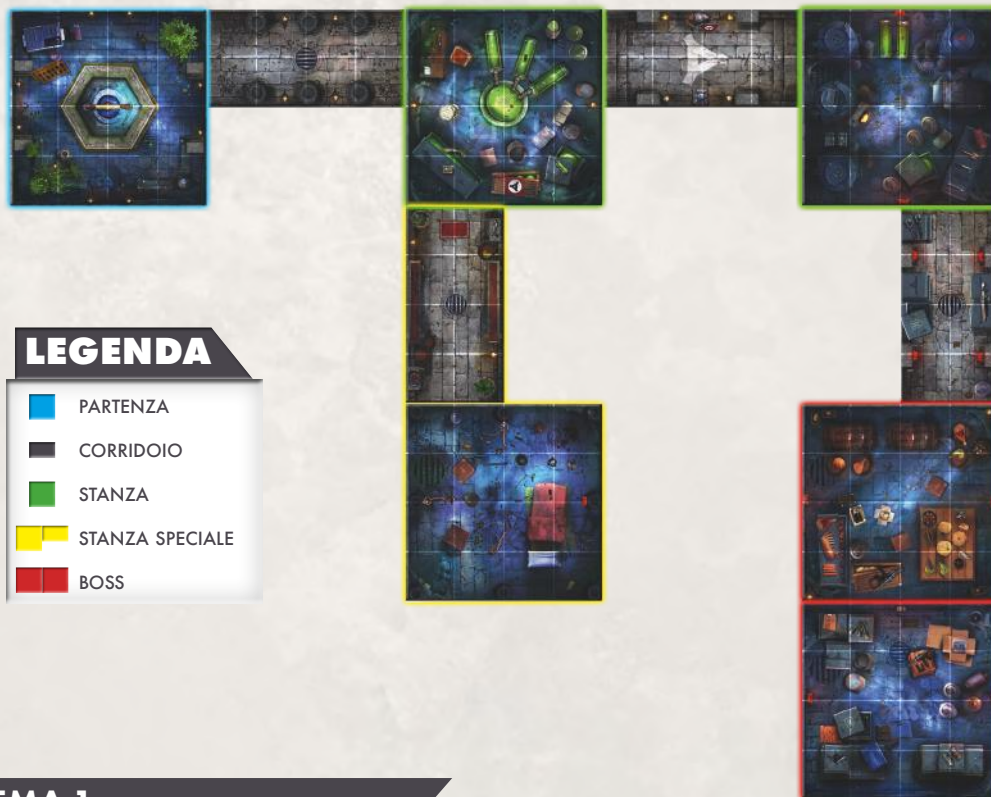 LEGENDA
PARTENZA
CORRIDOIO
STANZA
STANZA SPECIALE
BOSS